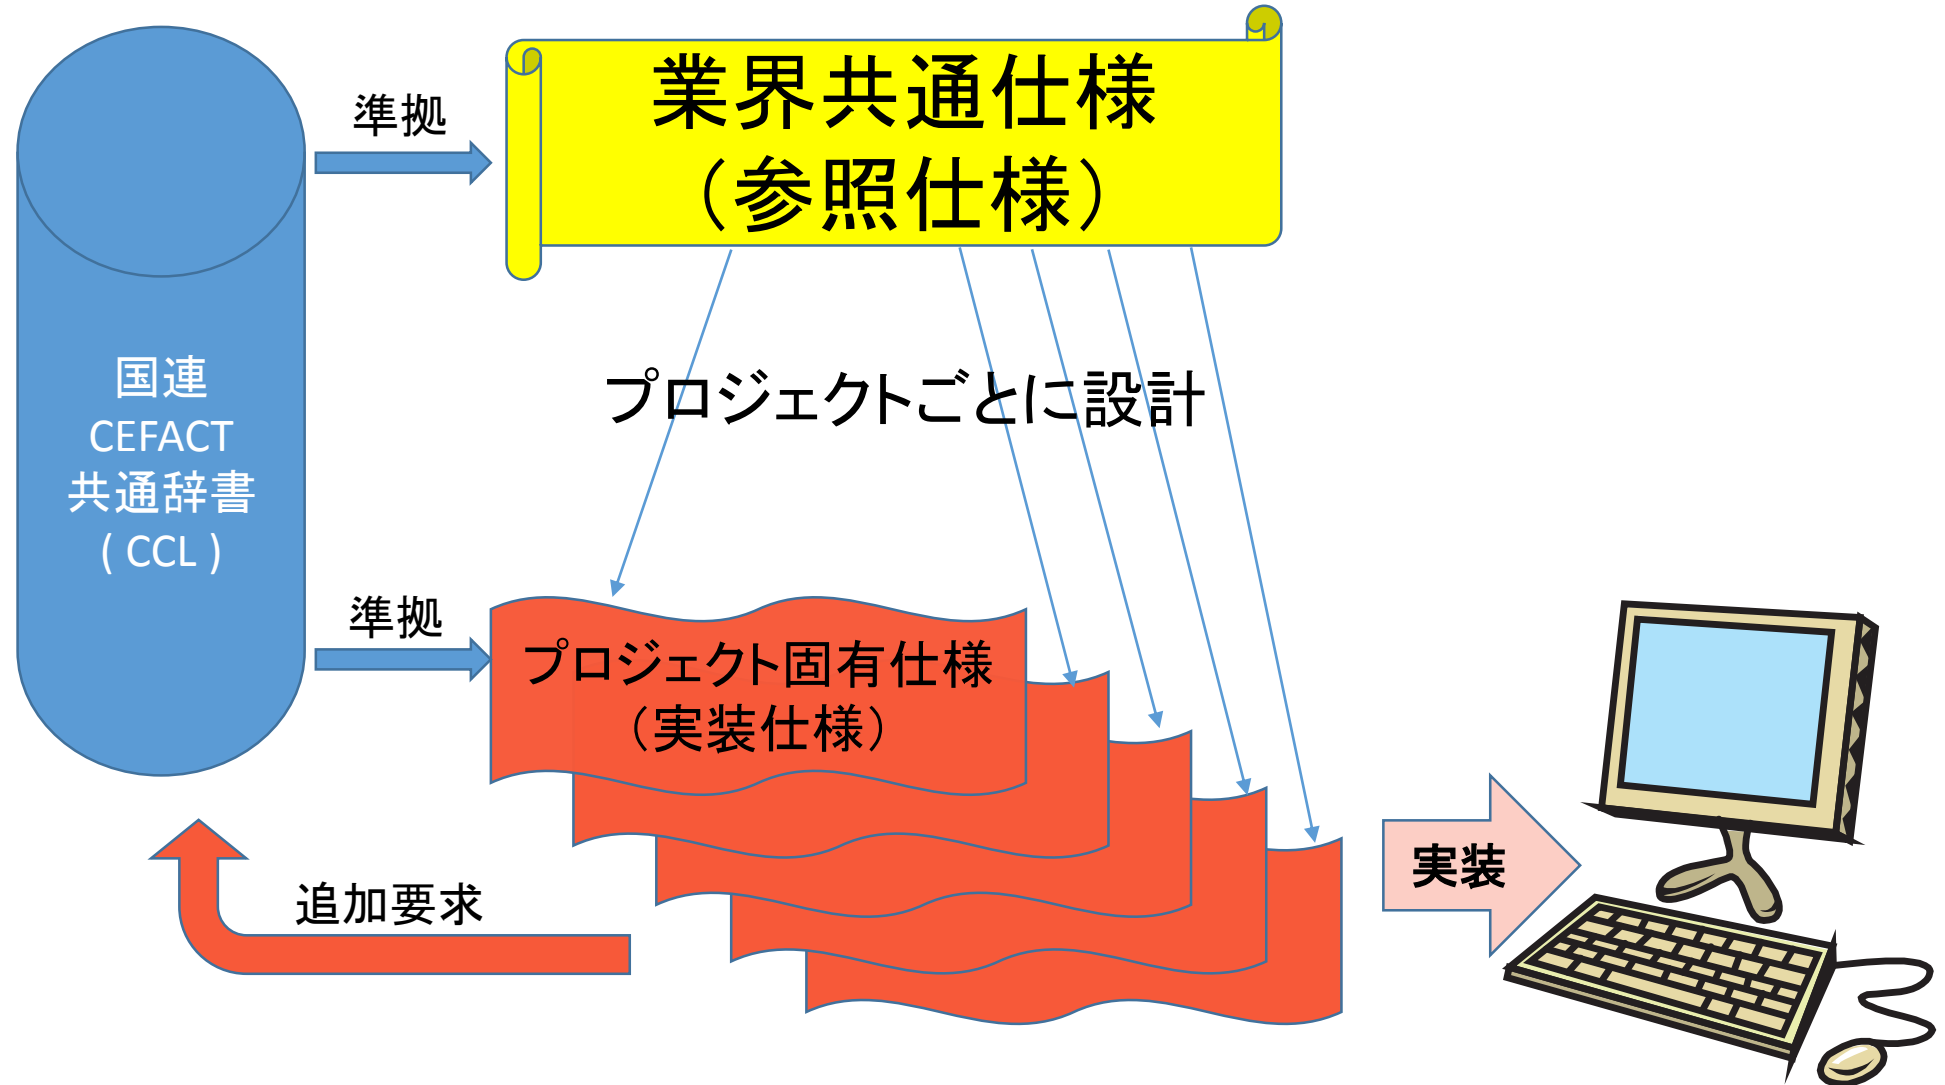 業界共通仕様
（参照仕様）
準拠
プロジェクトごとに設計
国連
CEFACT
共通辞書
( CCL )
準拠
プロジェクト固有仕様
（実装仕様）
実装
追加要求